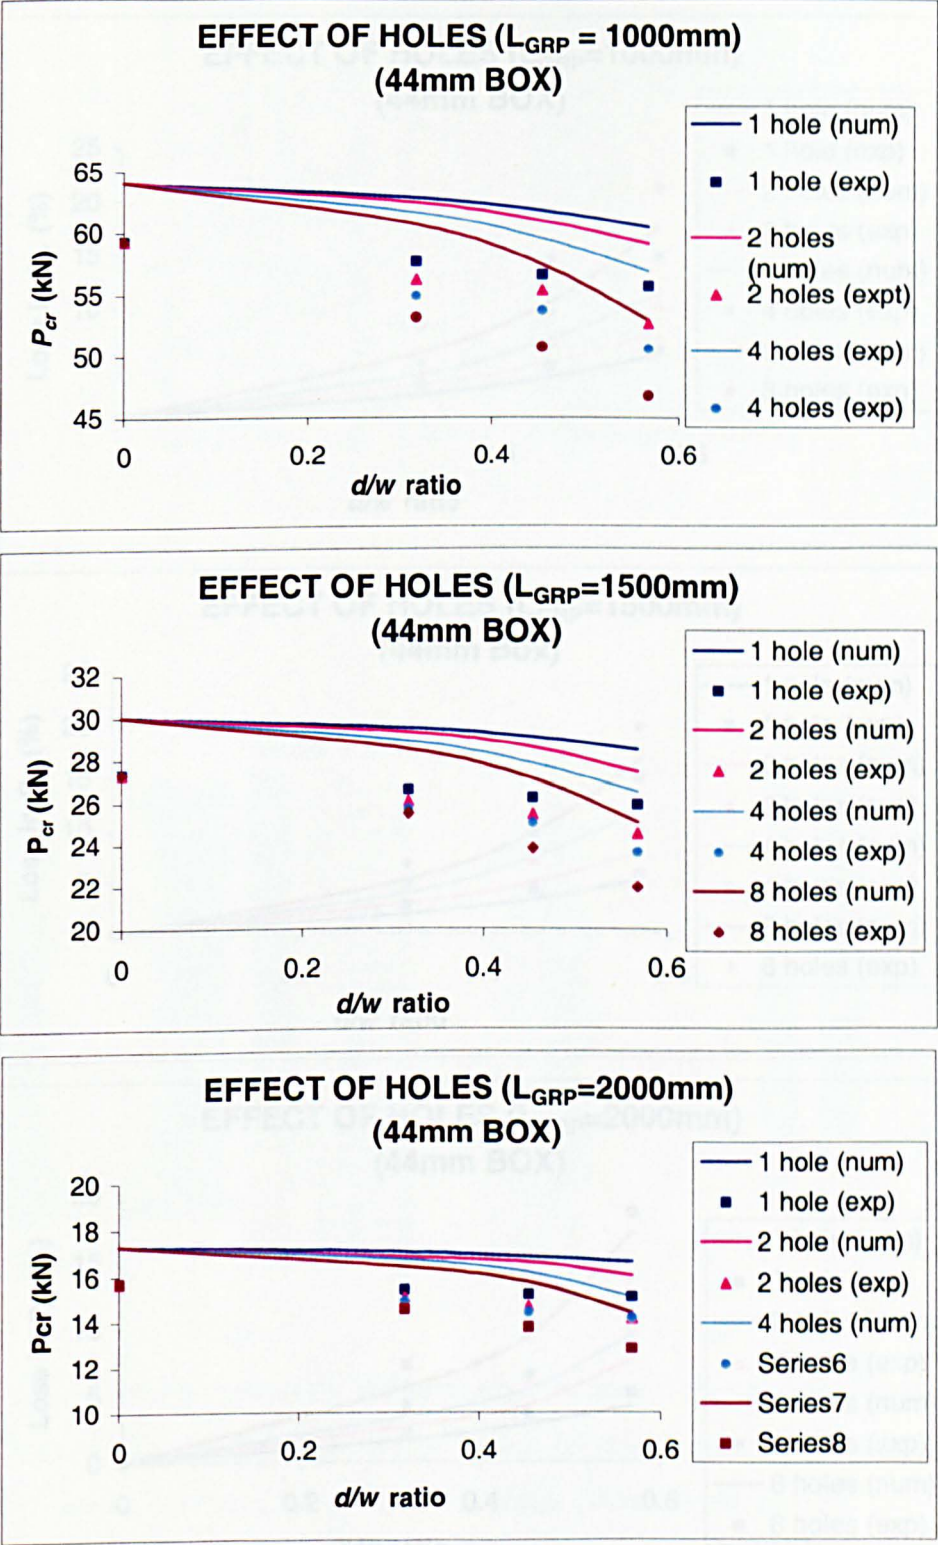 EFFECT OF HOLES (LGRP = 1000mm)
(44mm BOX)
65
60
55
50
45
Pcr (kN)
0
0.2
0.4
0.6
d/w ratio
1 hole (num)
1 hole (exp)
2 holes
(num)
2 holes (expt)
4 holes (exp)
4 holes (exp)
EFFECT OF HOLES (LGRP=1500mm)
(44mm BOX)
32
30
28
26
24
22
20
Pcr (kN)
0
0.2
0.4
0.6
d/w ratio
1 hole (num)
1 hole (exp)
2 holes (num)
2 holes (exp)
4 holes (num)
4 holes (exp)
8 holes (num)
8 holes (exp)
EFFECT OF HOLES (LGRP=2000mm)
(44mm BOX)
20
18
16
14
12
10
Pcr (kN)
0
0.2
0.4
0.6
d/w ratio
1 hole (num)
1 hole (exp)
2 hole (num)
2 holes (exp)
4 holes (num)
Series6
Series7
Series8